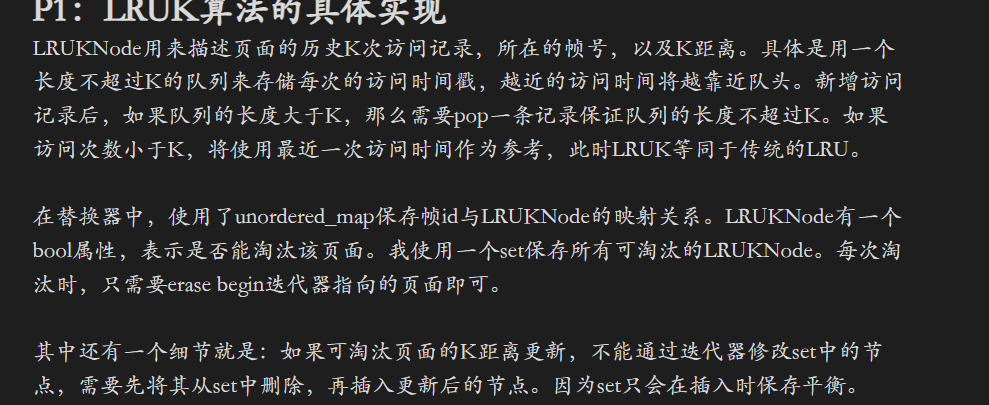 P1：LRUK算法的具体实现
LRUKNode用来描述页面的历史K次访问记录，所在的帧号，以及K距离。具体是用一个
长度不超过K的队列来存储每次的访问时间戳，越近的访问时间将越靠近队头。新增访问
记录后，如果队列的长度大于K，那么需要pop一条记录保证队列的长度不超过K。如果
访问次数小于K，将使用最近一次访问时间作为参考，此时LRUK等同于传统的LRU。
在替换器中，使用了unordered_map保存帧id与LRUKNode的映射关系。LRUKNode有一个
bool属性，表示是否能淘汰该页面。我使用一个set保存所有可淘汰的LRUKNode。每次淘
汰时，只需要erase begin迭代器指向的页面即可。
其中还有一个细节就是：如果可淘汰页面的K距离更新，不能通过迭代器修改set中的节
点，需要先将其从set中删除，再插入更新后的节点。因为set只会在插入时保存平衡。